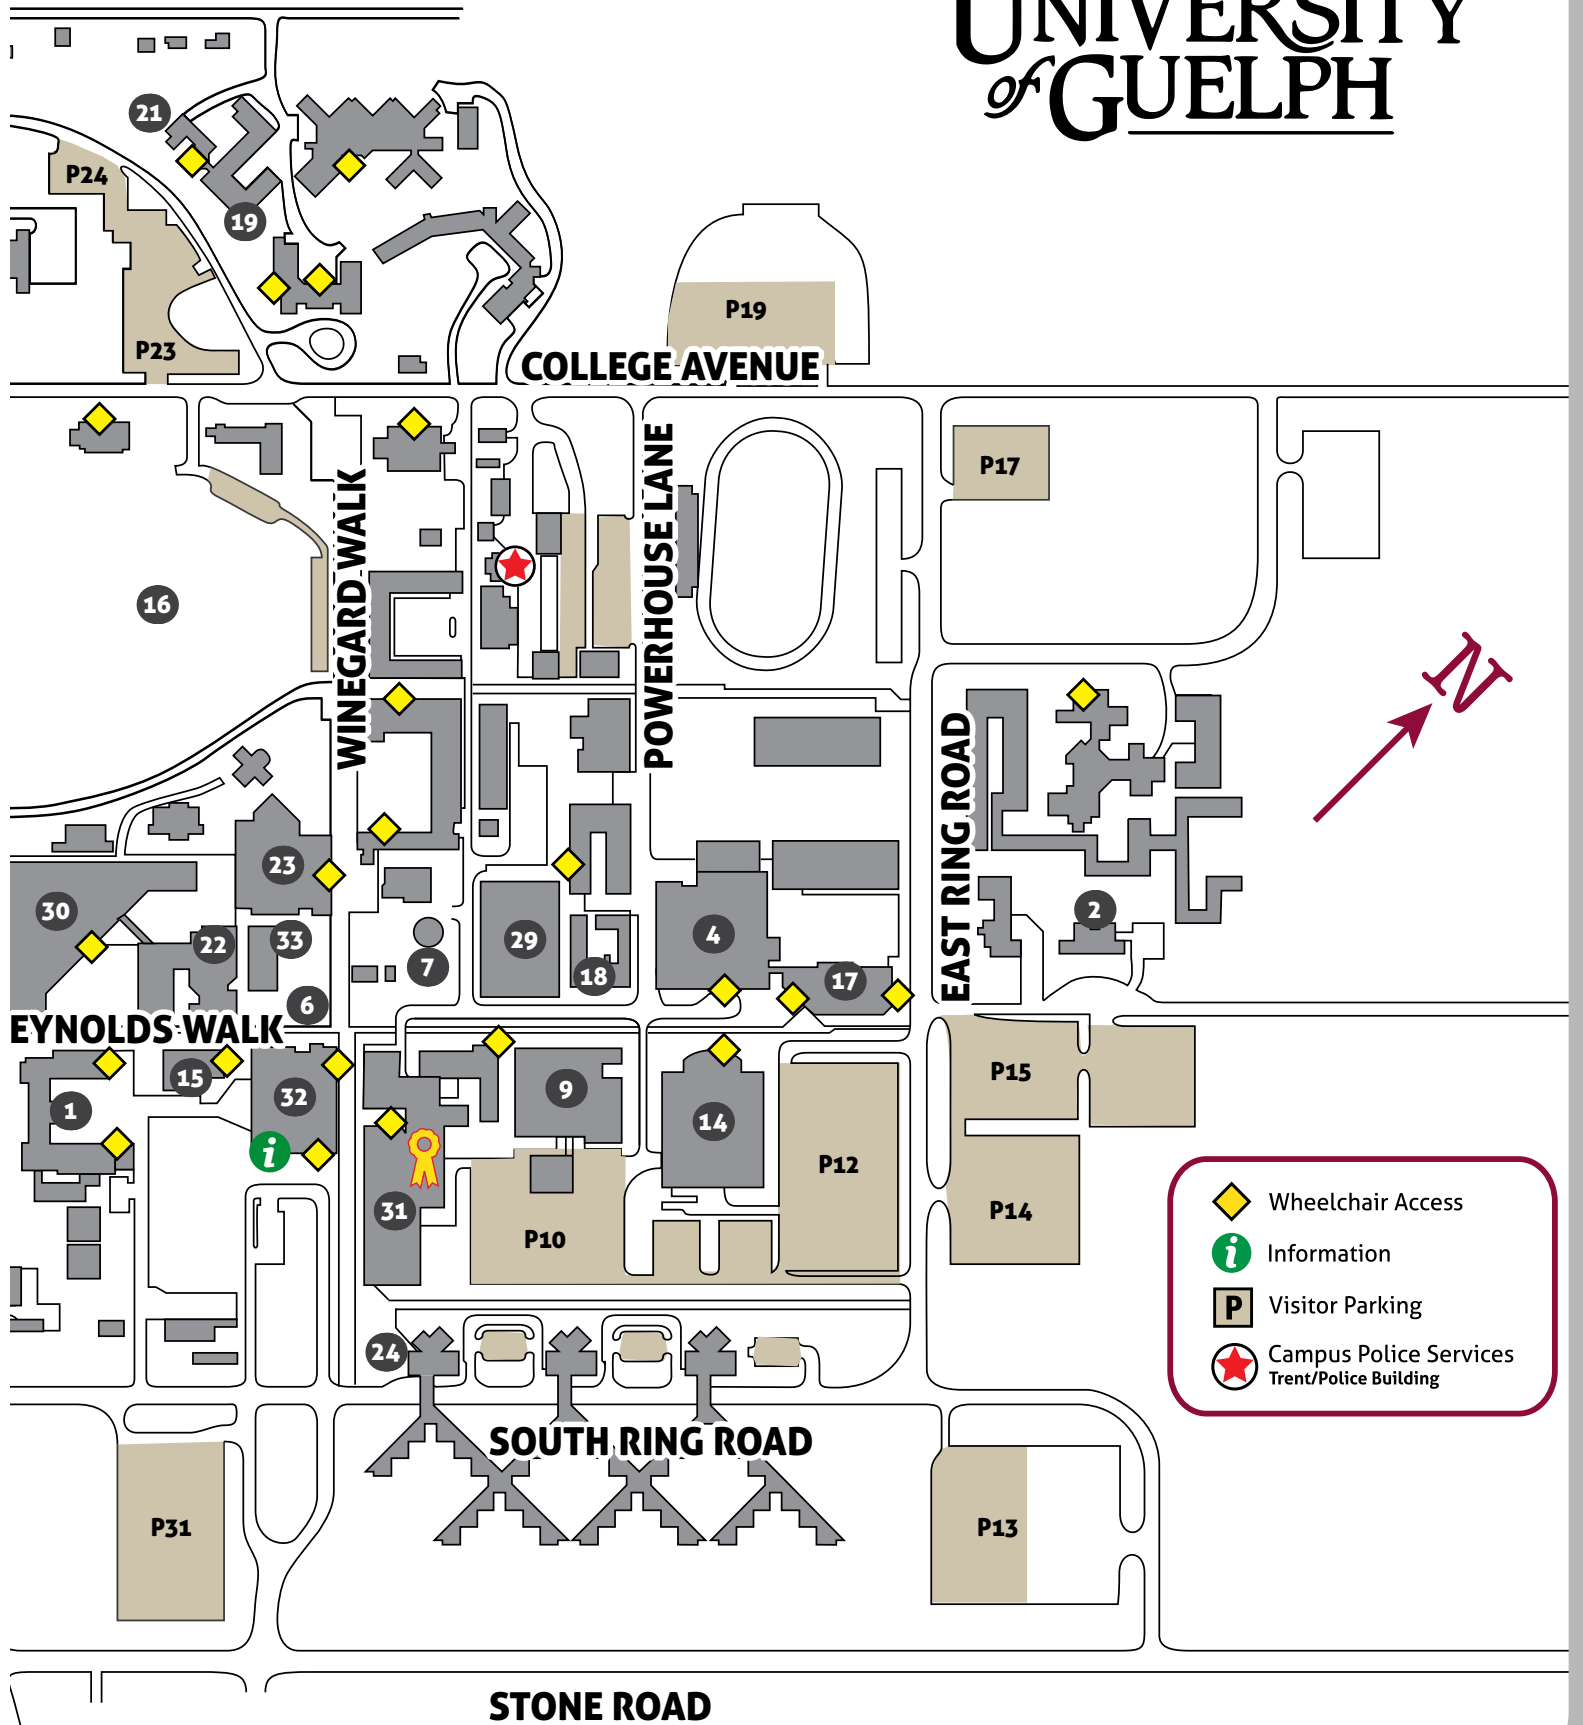 UNIVERSITY
of GUELPH
21
P24
19
P19
P23
COLLEGE AVENUE
P17
WINEGARD WALK
POWERHOUSE LANE
16
N
EAST RING ROAD
23
30
2
33
22
29
4
7
18
17
6
EYNOLDS WALK
15
32
1
9
14
P15
P12
P14
31
P10
24
i
Wheelchair Access
i
Information
P
Visitor Parking
Campus Police Services
Trent/Police Building
SOUTH RING ROAD
P31
P13
STONE ROAD